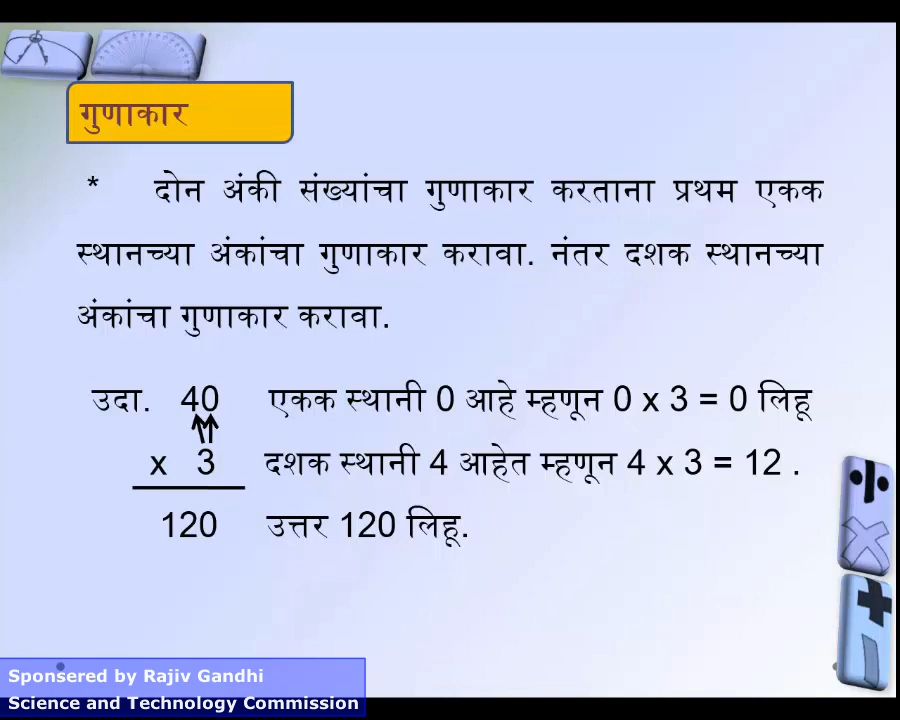 गुणाकार
* दोन अंकी संख्यांचा गुणाकार करताना प्रथम एकक
स्थानच्या अंकांचा गुणाकार करावा. नंतर दशक स्थानच्या
अंकांचा गुणाकार करावा.
उदा. 40 एकक स्थानी 0 आहे म्हणून 0 x 3 = 0 लिहू
x 3 दशक स्थानी 4 आहेत म्हणून 4 x 3 = 12 .
120 उत्तर 120 लिहू.
Sponsered by Rajiv Gandhi
Science and Technology Commission